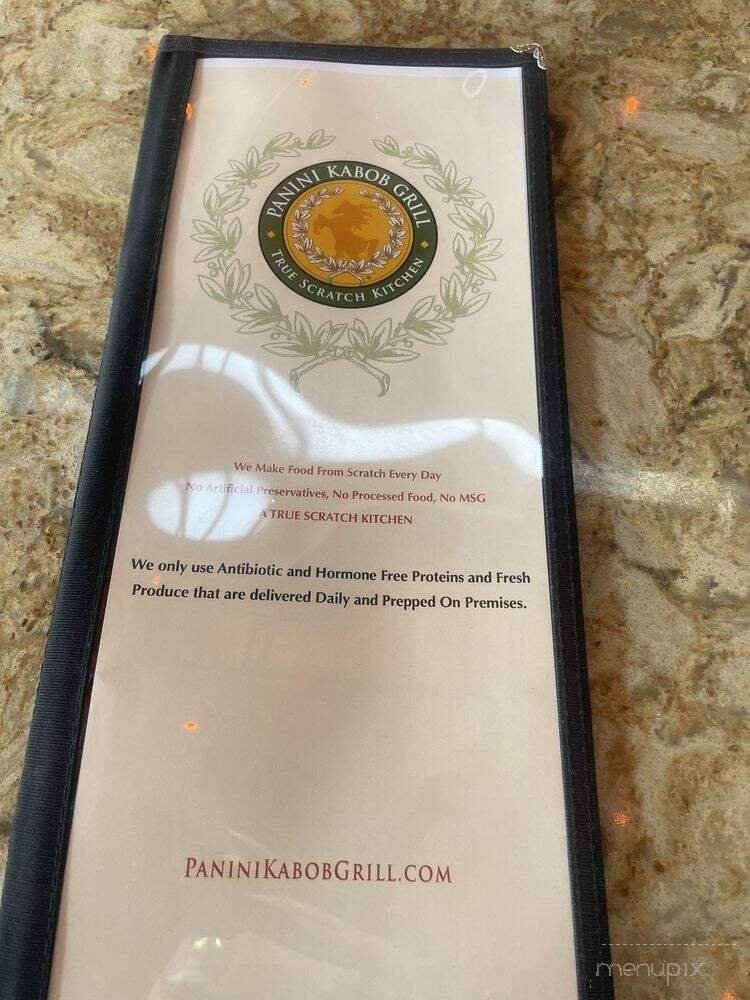 PANINI KABOB GRILL
TRUE SCRATCH KITCHEN
We Make Food From Scratch Every Day
No Artificial Preservatives, No Processed Food, No MSG
A TRUE SCRATCH KITCHEN
We only use Antibiotic and Hormone Free Proteins and Fresh
Produce that are delivered Daily and Prepped On Premises.
PANINIKABOBGRILL.COM
menupix